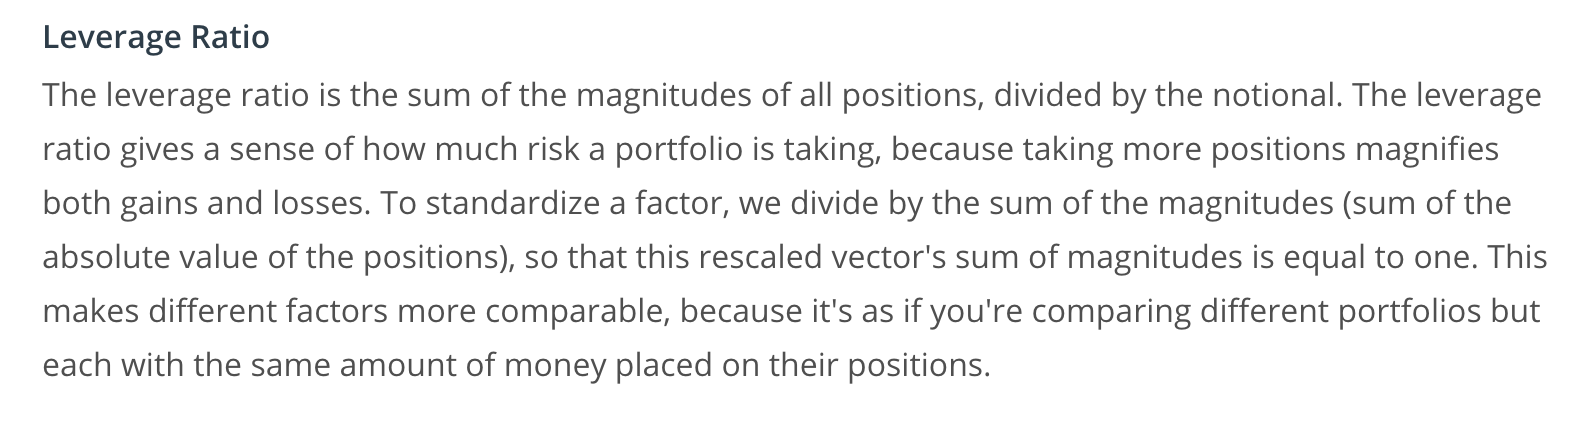 Leverage Ratio
The leverage ratio is the sum of the magnitudes of all positions, divided by the notional. The leverage
ratio gives a sense of how much risk a portfolio is taking, because taking more positions magnifies
both gains and losses. To standardize a factor, we divide by the sum of the magnitudes (sum of the
absolute value of the positions), so that this rescaled vector's sum of magnitudes is equal to one. This
makes different factors more comparable, because it's as if you're comparing different portfolios but
each with the same amount of money placed on their positions.